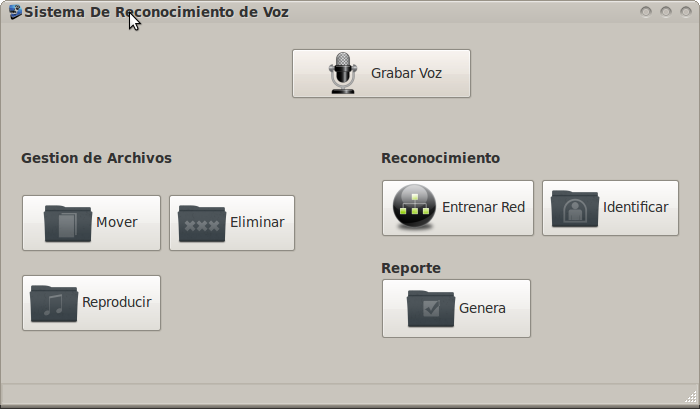 Sistema De Reconocimiento de Voz
Grabar Voz
Gestion de Archivos
Mover
Eliminar
Reproducir
Reconocimiento
Entrenar Red
Identificar
Reporte
Genera